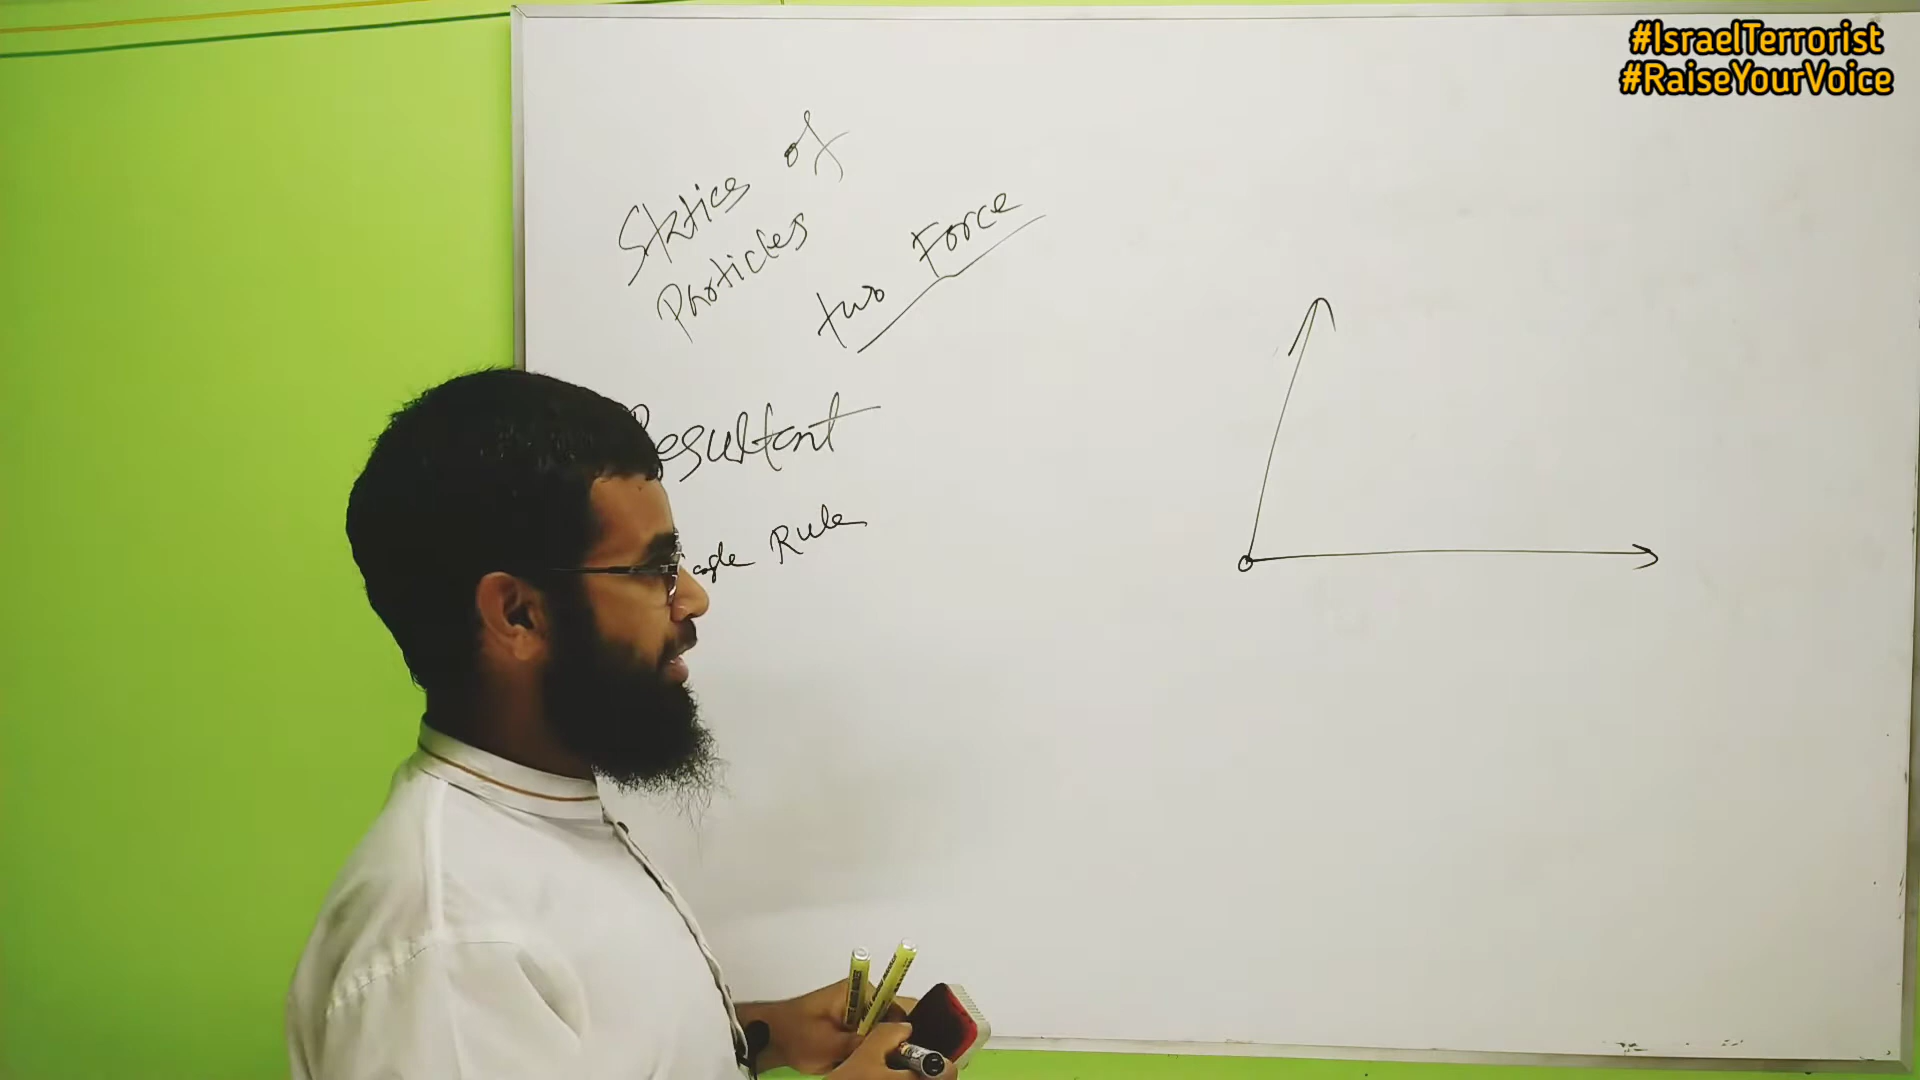 #IsraelTerrorist
#RaiseYourVoice
Statics of
Particles
two Force
Resultant
Rule